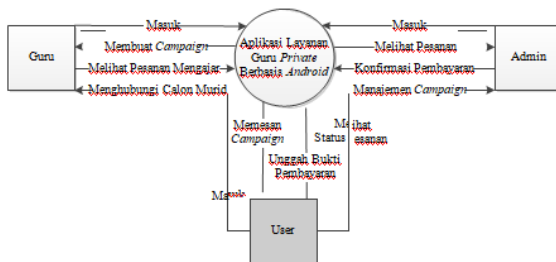 Masuk
Membuat Campaign
Melihat Pesanan Mengajar
Menghubungi Calon Murid
Guru
Aplikasi Layanan
Guru Private
Berbasis Android
Masuk
Melihat Pesanan
Konfirmasi Pembayaran
Manajemen Campaign
Admin
Memesan
Campaign
Unggah Bukti
Pembayaran
Status
User